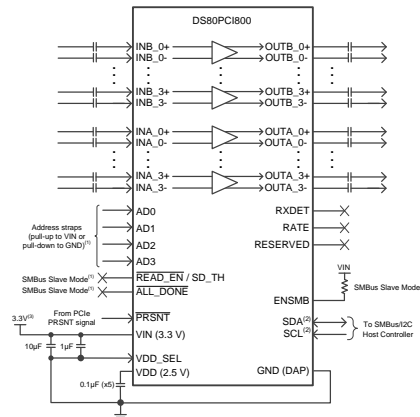 DS80PCI800
INB_0+ OUTB_0+
INB_0- OUTB_0-
INB_3+ OUTB_3+
INB_3- OUTB_3-
INA_0+ OUTA_0+
INA_0- OUTA_0-
INA_3+ OUTA_3+
INA_3- OUTA_3-
Address straps
(pull-up to VIN or
pull-down to GND)(1)
AD0
AD1
AD2
AD3
RXDET
RATE
RESERVED
SMBus Slave Mode(1)
READ_EN / SD_TH
SMBus Slave Mode(1)
ALL_DONE
VIN
SMBus Slave Mode
ENSMB
From PCIe
PRSNT signal
PRSNT
SDA(2)
SCL(2)
To SMBus/I2C
Host Controller
3.3V(3)
VIN (3.3 V)
10µF
1µF
VDD_SEL
VDD (2.5 V)
0.1µF (x5)
GND (DAP)